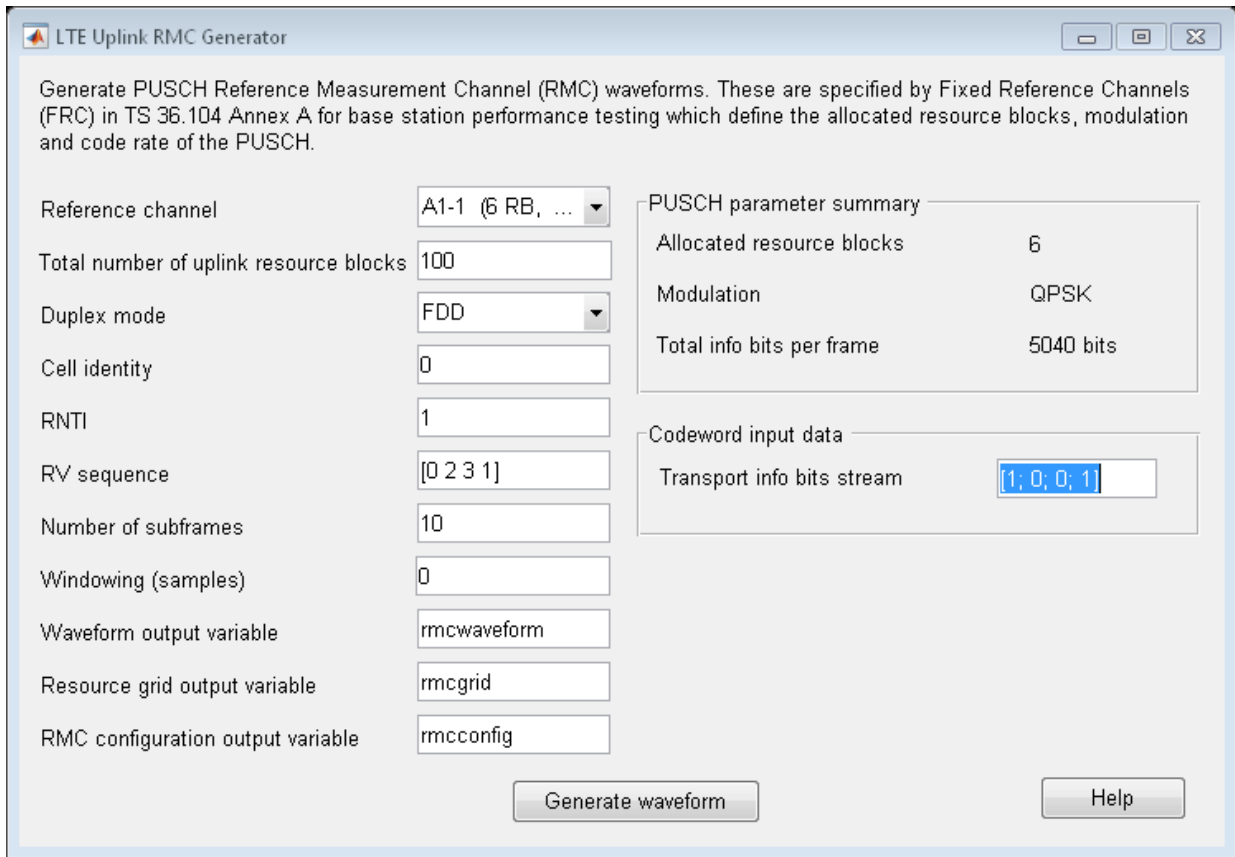 LTE Uplink RMC Generator
Generate PUSCH Reference Measurement Channel (RMC) waveforms. These are specified by Fixed Reference Channels
(FRC) in TS 36.104 Annex A for base station performance testing which define the allocated resource blocks, modulation
and code rate of the PUSCH.
Reference channel A1-1 (6 RB, ...
Total number of uplink resource blocks 100
Duplex mode FDD
Cell identity 0
RNTI 1
RV sequence [0 2 3 1]
Number of subframes 10
Windowing (samples) 0
Waveform output variable rmcwaveform
Resource grid output variable rmcgrid
RMC configuration output variable rmcconfig
PUSCH parameter summary
Allocated resource blocks 6
Modulation QPSK
Total info bits per frame 5040 bits
Codeword input data
Transport info bits stream [1; 0; 0; 1]
Generate waveform
Help